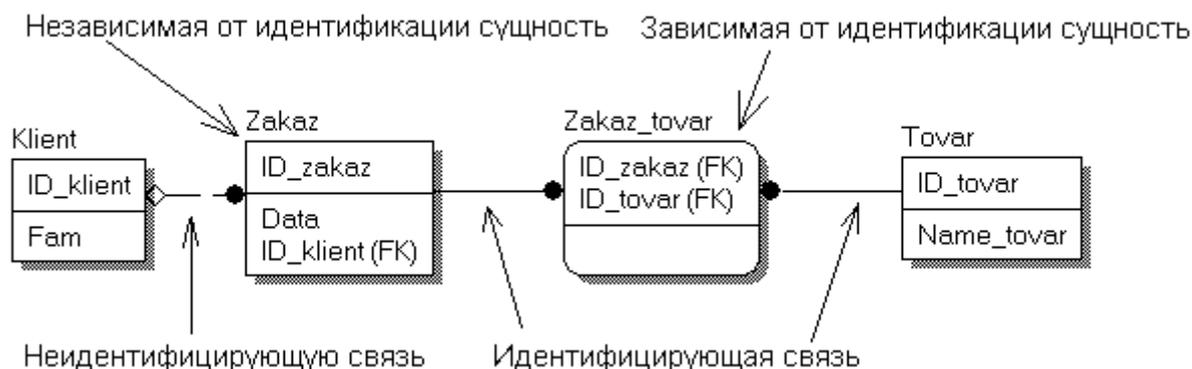 Независимая от идентификации сущность
Зависимая от идентификации сущность
Klient
ID_klient
Fam
Zakaz
ID_zakaz
Data
ID_klient (FK)
Zakaz_tovar
ID_zakaz (FK)
ID_tovar (FK)
Tovar
ID_tovar
Name_tovar
Неидентифицирующую связь
Идентифицирующая связь